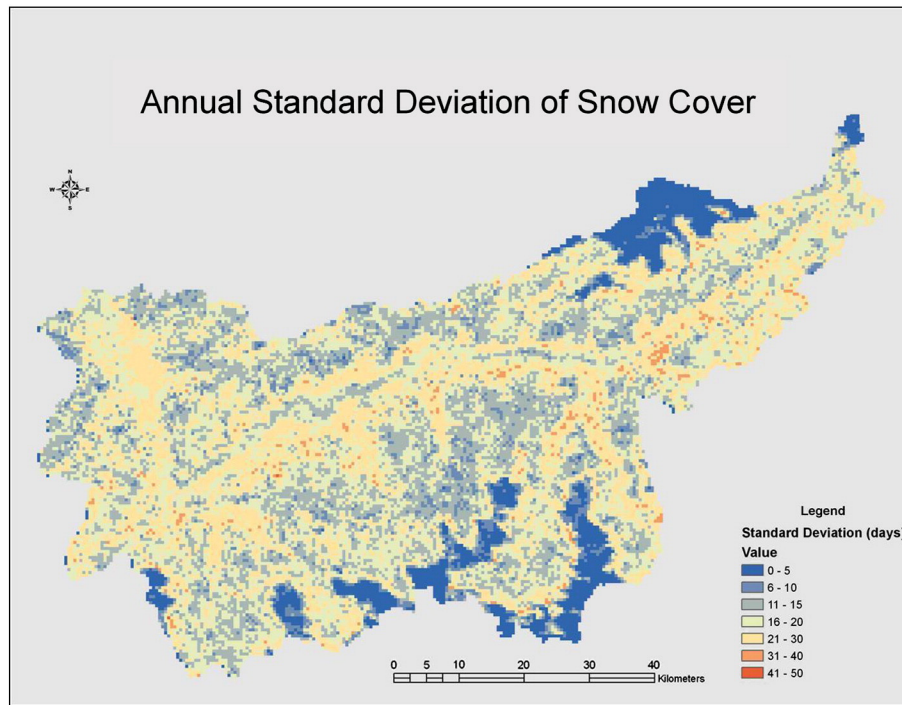 Annual Standard Deviation of Snow Cover
N
W E
S
Legend
Standard Deviation (days)
Value
0 - 5
6 - 10
11 - 15
16 - 20
21 - 30
31 - 40
41 - 50
0 5 10 20 30 40
Kilometers